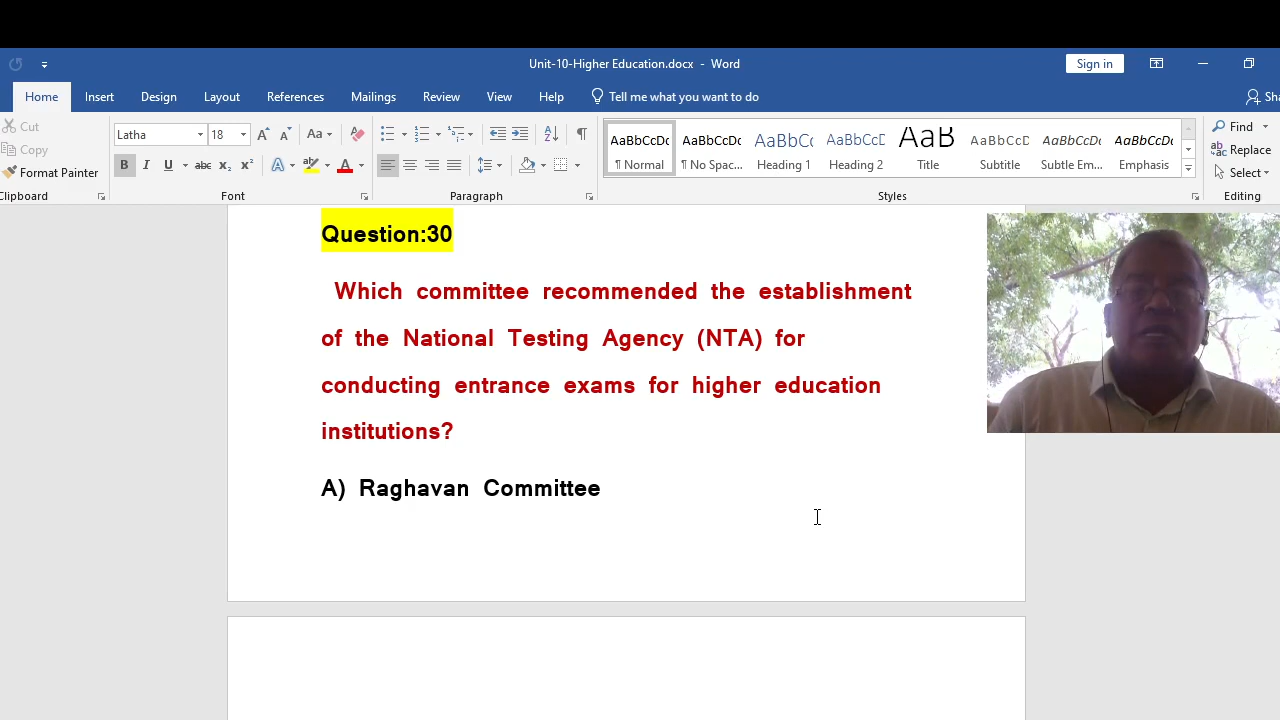 Unit-10-Higher Education.docx - Word
Sign in
Home Insert Design Layout References Mailings Review View Help Tell me what you want to do
Cut
Copy
Format Painter
Clipboard
Latha 18
Font
Paragraph
AaBbCcDc ¶ Normal
AaBbCcDc ¶ No Spac...
AaBbC Heading 1
AaBbCcD Heading 2
AaB Title
AaBbCcD Subtitle
AaBbCcDc Subtle Em...
AaBbCcDc Emphasis
Styles
Find
Replace
Select
Editing
Question:30
Which committee recommended the establishment
of the National Testing Agency (NTA) for
conducting entrance exams for higher education
institutions?
A) Raghavan Committee